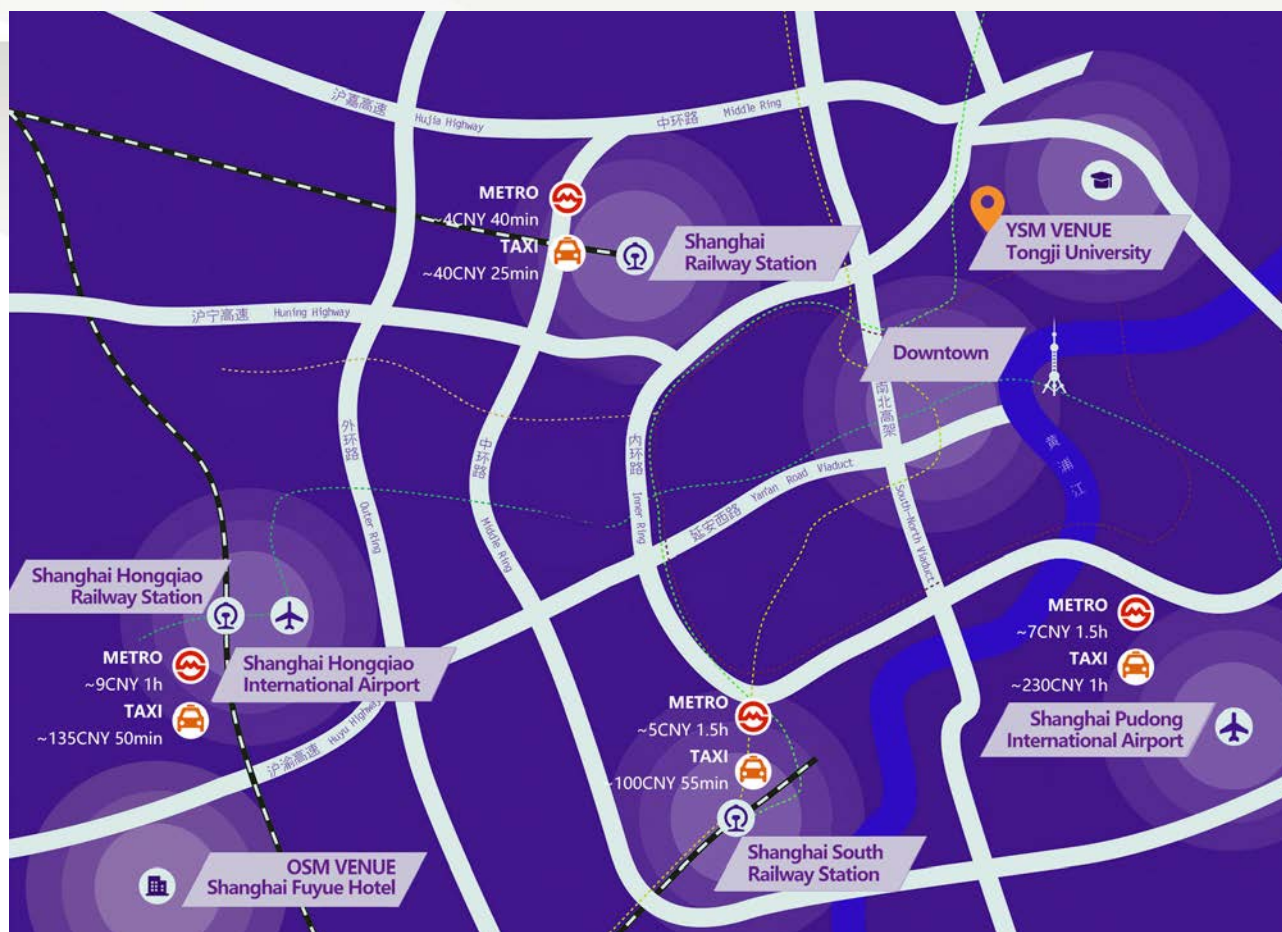 沪嘉高速
Hujia Highway
中环路
Middle Ring
METRO
~4CNY 40min
TAXI
~40CNY 25min
Shanghai
Railway Station
YSM VENUE
Tongji University
沪宁高速
Huning Highway
Downtown
南北高架
South-North Viaduct
黄浦江
外环路
Outer Ring
中环路
Middle Ring
内环路
Inner Ring
延安西路
Yan'an Road Viaduct
Shanghai Hongqiao
Railway Station
METRO
~9CNY 1h
TAXI
~135CNY 50min
Shanghai Hongqiao
International Airport
沪渝高速
Huyu Highway
METRO
~5CNY 1.5h
TAXI
~100CNY 55min
Shanghai South
Railway Station
METRO
~7CNY 1.5h
TAXI
~230CNY 1h
Shanghai Pudong
International Airport
OSM VENUE
Shanghai Fuyue Hotel